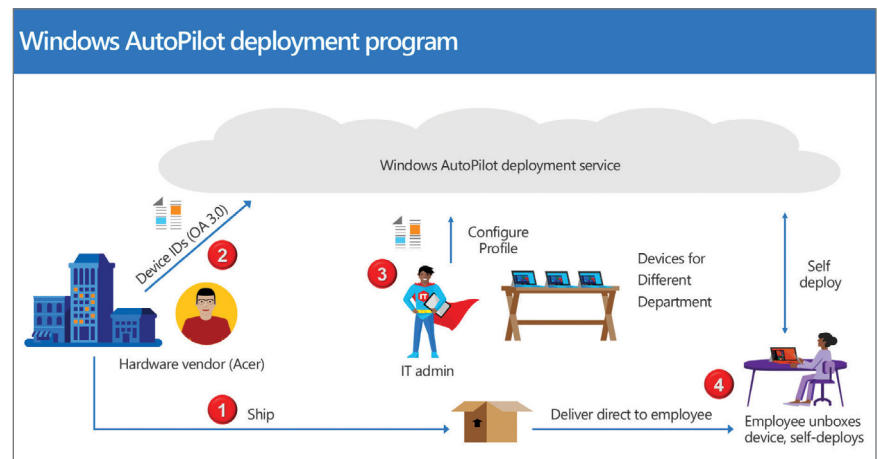 Windows AutoPilot deployment program
Windows AutoPilot deployment service
Device IDs (OA 3.0)
2
Hardware vendor (Acer)
3
Configure
Profile
IT
IT admin
Devices for
Different
Department
Self
deploy
1
Ship
Deliver direct to employee
4
Employee unboxes
device, self-deploys